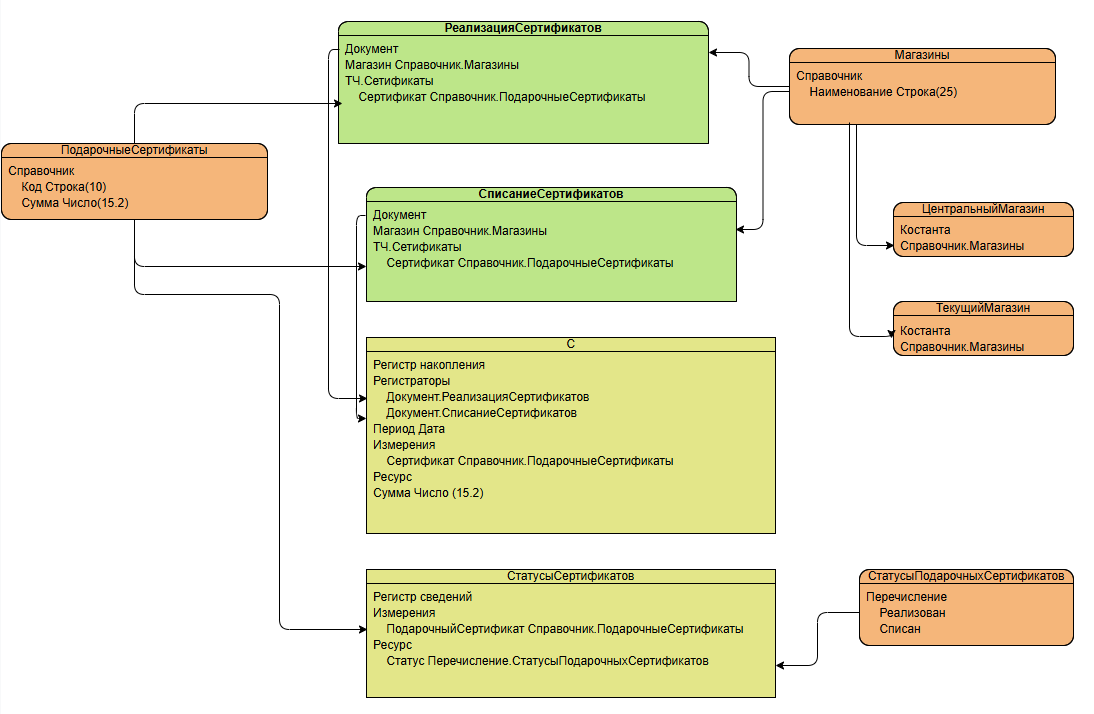 РеализацияСертификатов
Документ
Магазин Справочник.Магазины
ТЧ.Сетификаты
Сертификат Справочник.ПодарочныеСертификаты
Магазины
Справочник
Наименование Строка(25)
ПодарочныеСертификаты
Справочник
Код Строка(10)
Сумма Число(15.2)
СписаниеСертификатов
Документ
Магазин Справочник.Магазины
ТЧ.Сетификаты
Сертификат Справочник.ПодарочныеСертификаты
ЦентральныйМагазин
Костанта
Справочник.Магазины
ТекущийМагазин
Костанта
Справочник.Магазины
С
Регистр накопления
Регистраторы
Документ.РеализацияСертификатов
Документ.СписаниеСертификатов
Период Дата
Измерения
Сертификат Справочник.ПодарочныеСертификаты
Ресурс
Сумма Число (15.2)
СтатусыСертификатов
Регистр сведений
Измерения
ПодарочныйСертификат Справочник.ПодарочныеСертификаты
Ресурс
Статус Перечисление.СтатусыПодарочныхСертификатов
СтатусыПодарочныхСертификатов
Перечисление
Реализован
Списан